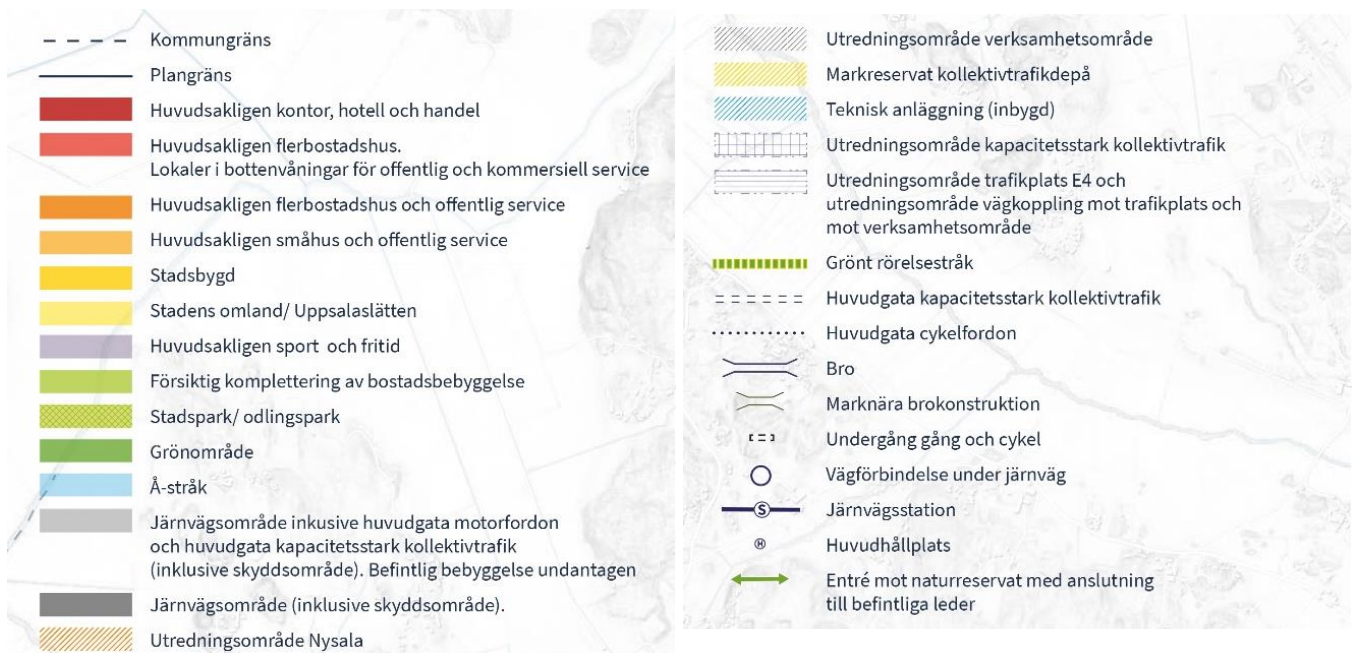 Kommungräns
Plangräns
Huvudsakligen kontor, hotell och handel
Huvudsakligen flerbostadshus.
Lokaler i bottenvåningar för offentlig och kommersiell service
Huvudsakligen flerbostadshus och offentlig service
Huvudsakligen småhus och offentlig service
Stadsbygd
Stadens omland/ Uppsalaslätten
Huvudsakligen sport och fritid
Försiktig komplettering av bostadsbebyggelse
Stadspark/ odlingspark
Grönområde
Å-stråk
Järnvägsområde inkusive huvudgata motorfordon
och huvudgata kapacitetsstark kollektivtrafik
(inklusive skyddsområde). Befintlig bebyggelse undantagen
Järnvägsområde (inklusive skyddsområde).
Utredningsområde Nysala
Utredningsområde verksamhetsområde
Markreservat kollektivtrafikdepå
Teknisk anläggning (inbygd)
Utredningsområde kapacitetsstark kollektivtrafik
Utredningsområde trafikplats E4 och
utredningsområde vägkoppling mot trafikplats och
mot verksamhetsområde
Grönt rörelsestråk
Huvudgata kapacitetsstark kollektivtrafik
Huvudgata cykelfordon
Bro
Marknära brokonstruktion
Undergång gång och cykel
Vägförbindelse under järnväg
S Järnvägsstation
H Huvudhållplats
Entré mot naturreservat med anslutning
till befintliga leder